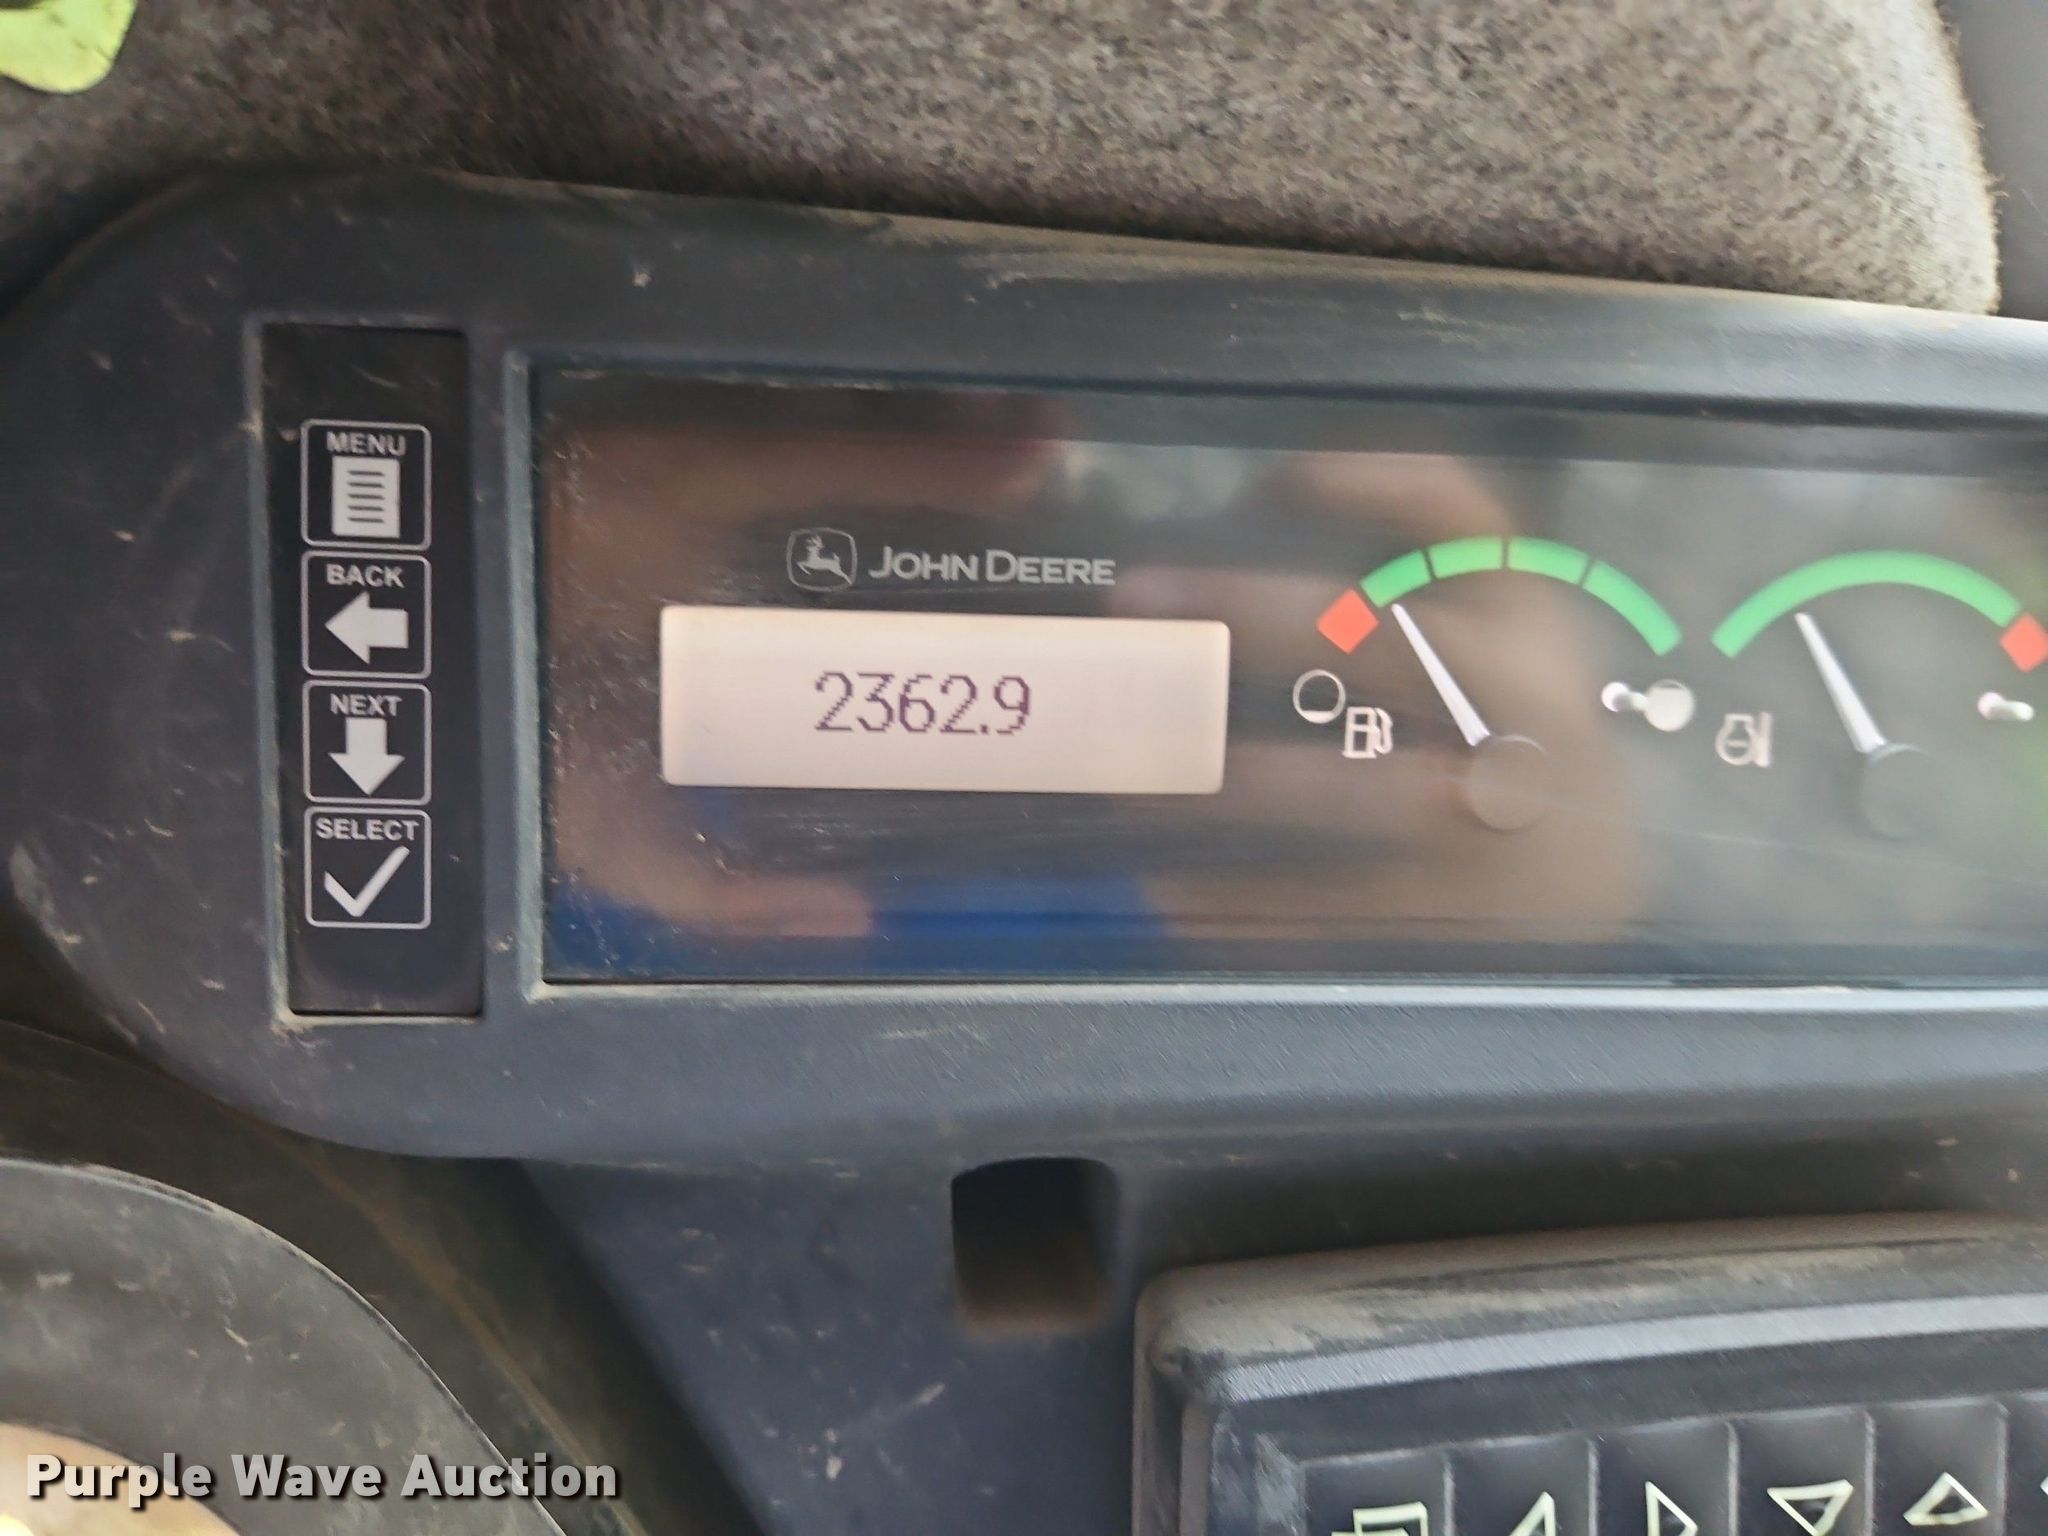 MENU
BACK
NEXT
SELECT
JOHN DEERE
2362.9
Purple Wave Auction